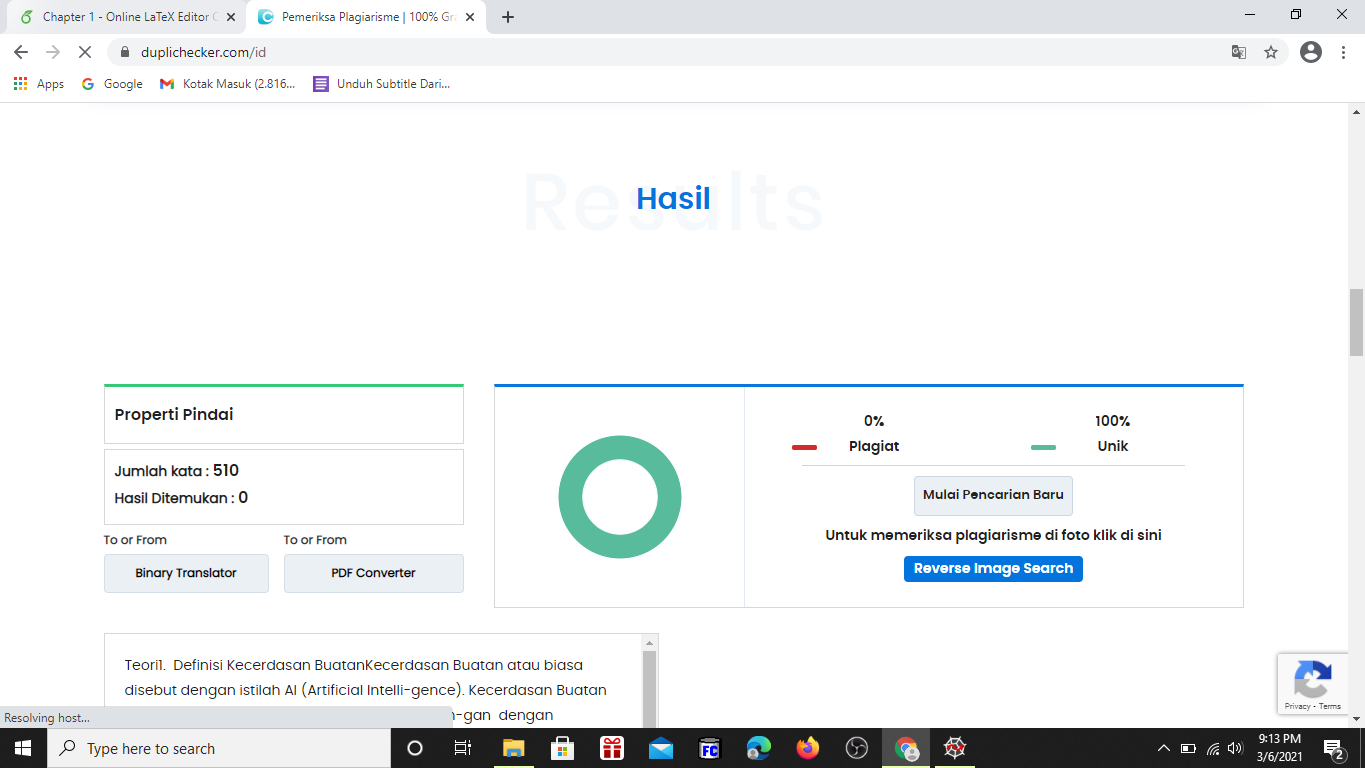 Chapter 1 - Online LaTeX Editor
Pemeriksa Plagiarisme | 100% Gr
duplichecker.com/id
Apps
Google
Kotak Masuk (2.816...
Unduh Subtitle Dari...
Results
Hasil
Properti Pindai
Jumlah kata : 510
Hasil Ditemukan : 0
To or From
To or From
Binary Translator
PDF Converter
0%
100%
Plagiat
Unik
Mulai Pencarian Baru
Untuk memeriksa plagiarisme di foto klik di sini
Reverse Image Search
Teori1. Definisi Kecerdasan BuatanKecerdasan Buatan atau biasa
disebut dengan istilah AI (Artificial Intelli-gence). Kecerdasan Buatan
n-gan dengan
Privacy - Terms
Resolving host...
Type here to search
FC
9:13 PM
3/6/2021
2